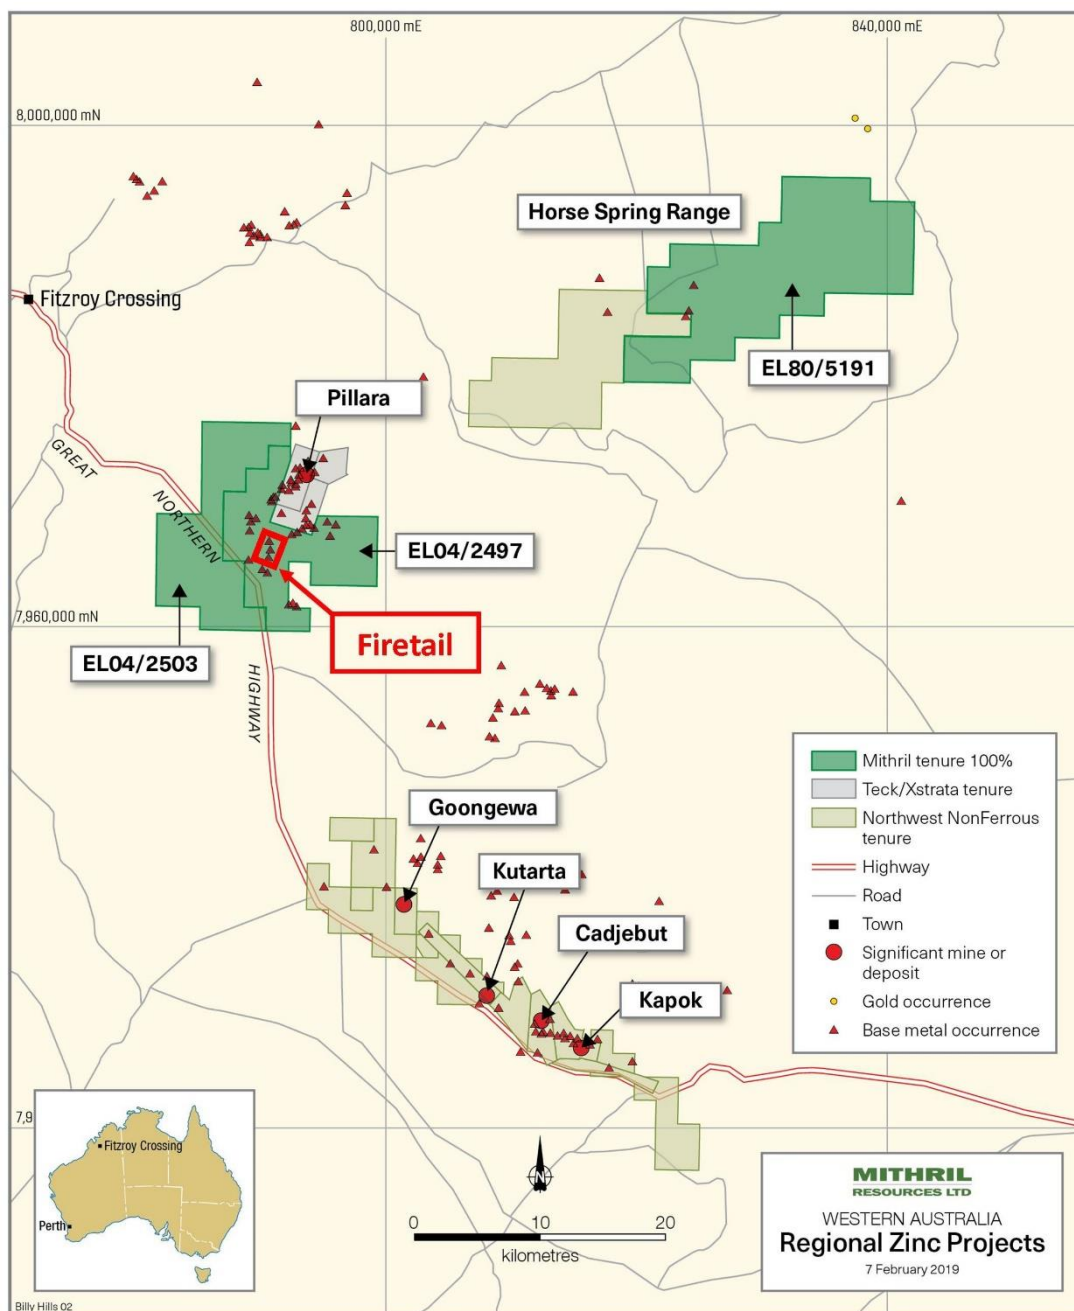 800,000 mE
840,000 mE
8,000,000 mN
Horse Spring Range
Fitzroy Crossing
EL80/5191
Pillara
GREAT
NORTHERN
HIGHWAY
EL04/2497
7,960,000 mN
Firetail
EL04/2503
Mithril tenure 100%
Teck/Xstrata tenure
Northwest NonFerrous
tenure
Highway
Road
Town
Significant mine or
deposit
Gold occurrence
Base metal occurrence
Goongewa
Kutarta
Cadjebut
Kapok
7,9
Fitzroy Crossing
Perth
N
0 10 20
kilometres
MITHRIL
RESOURCES LTD
WESTERN AUSTRALIA
Regional Zinc Projects
7 February 2019
Billy Hills 02